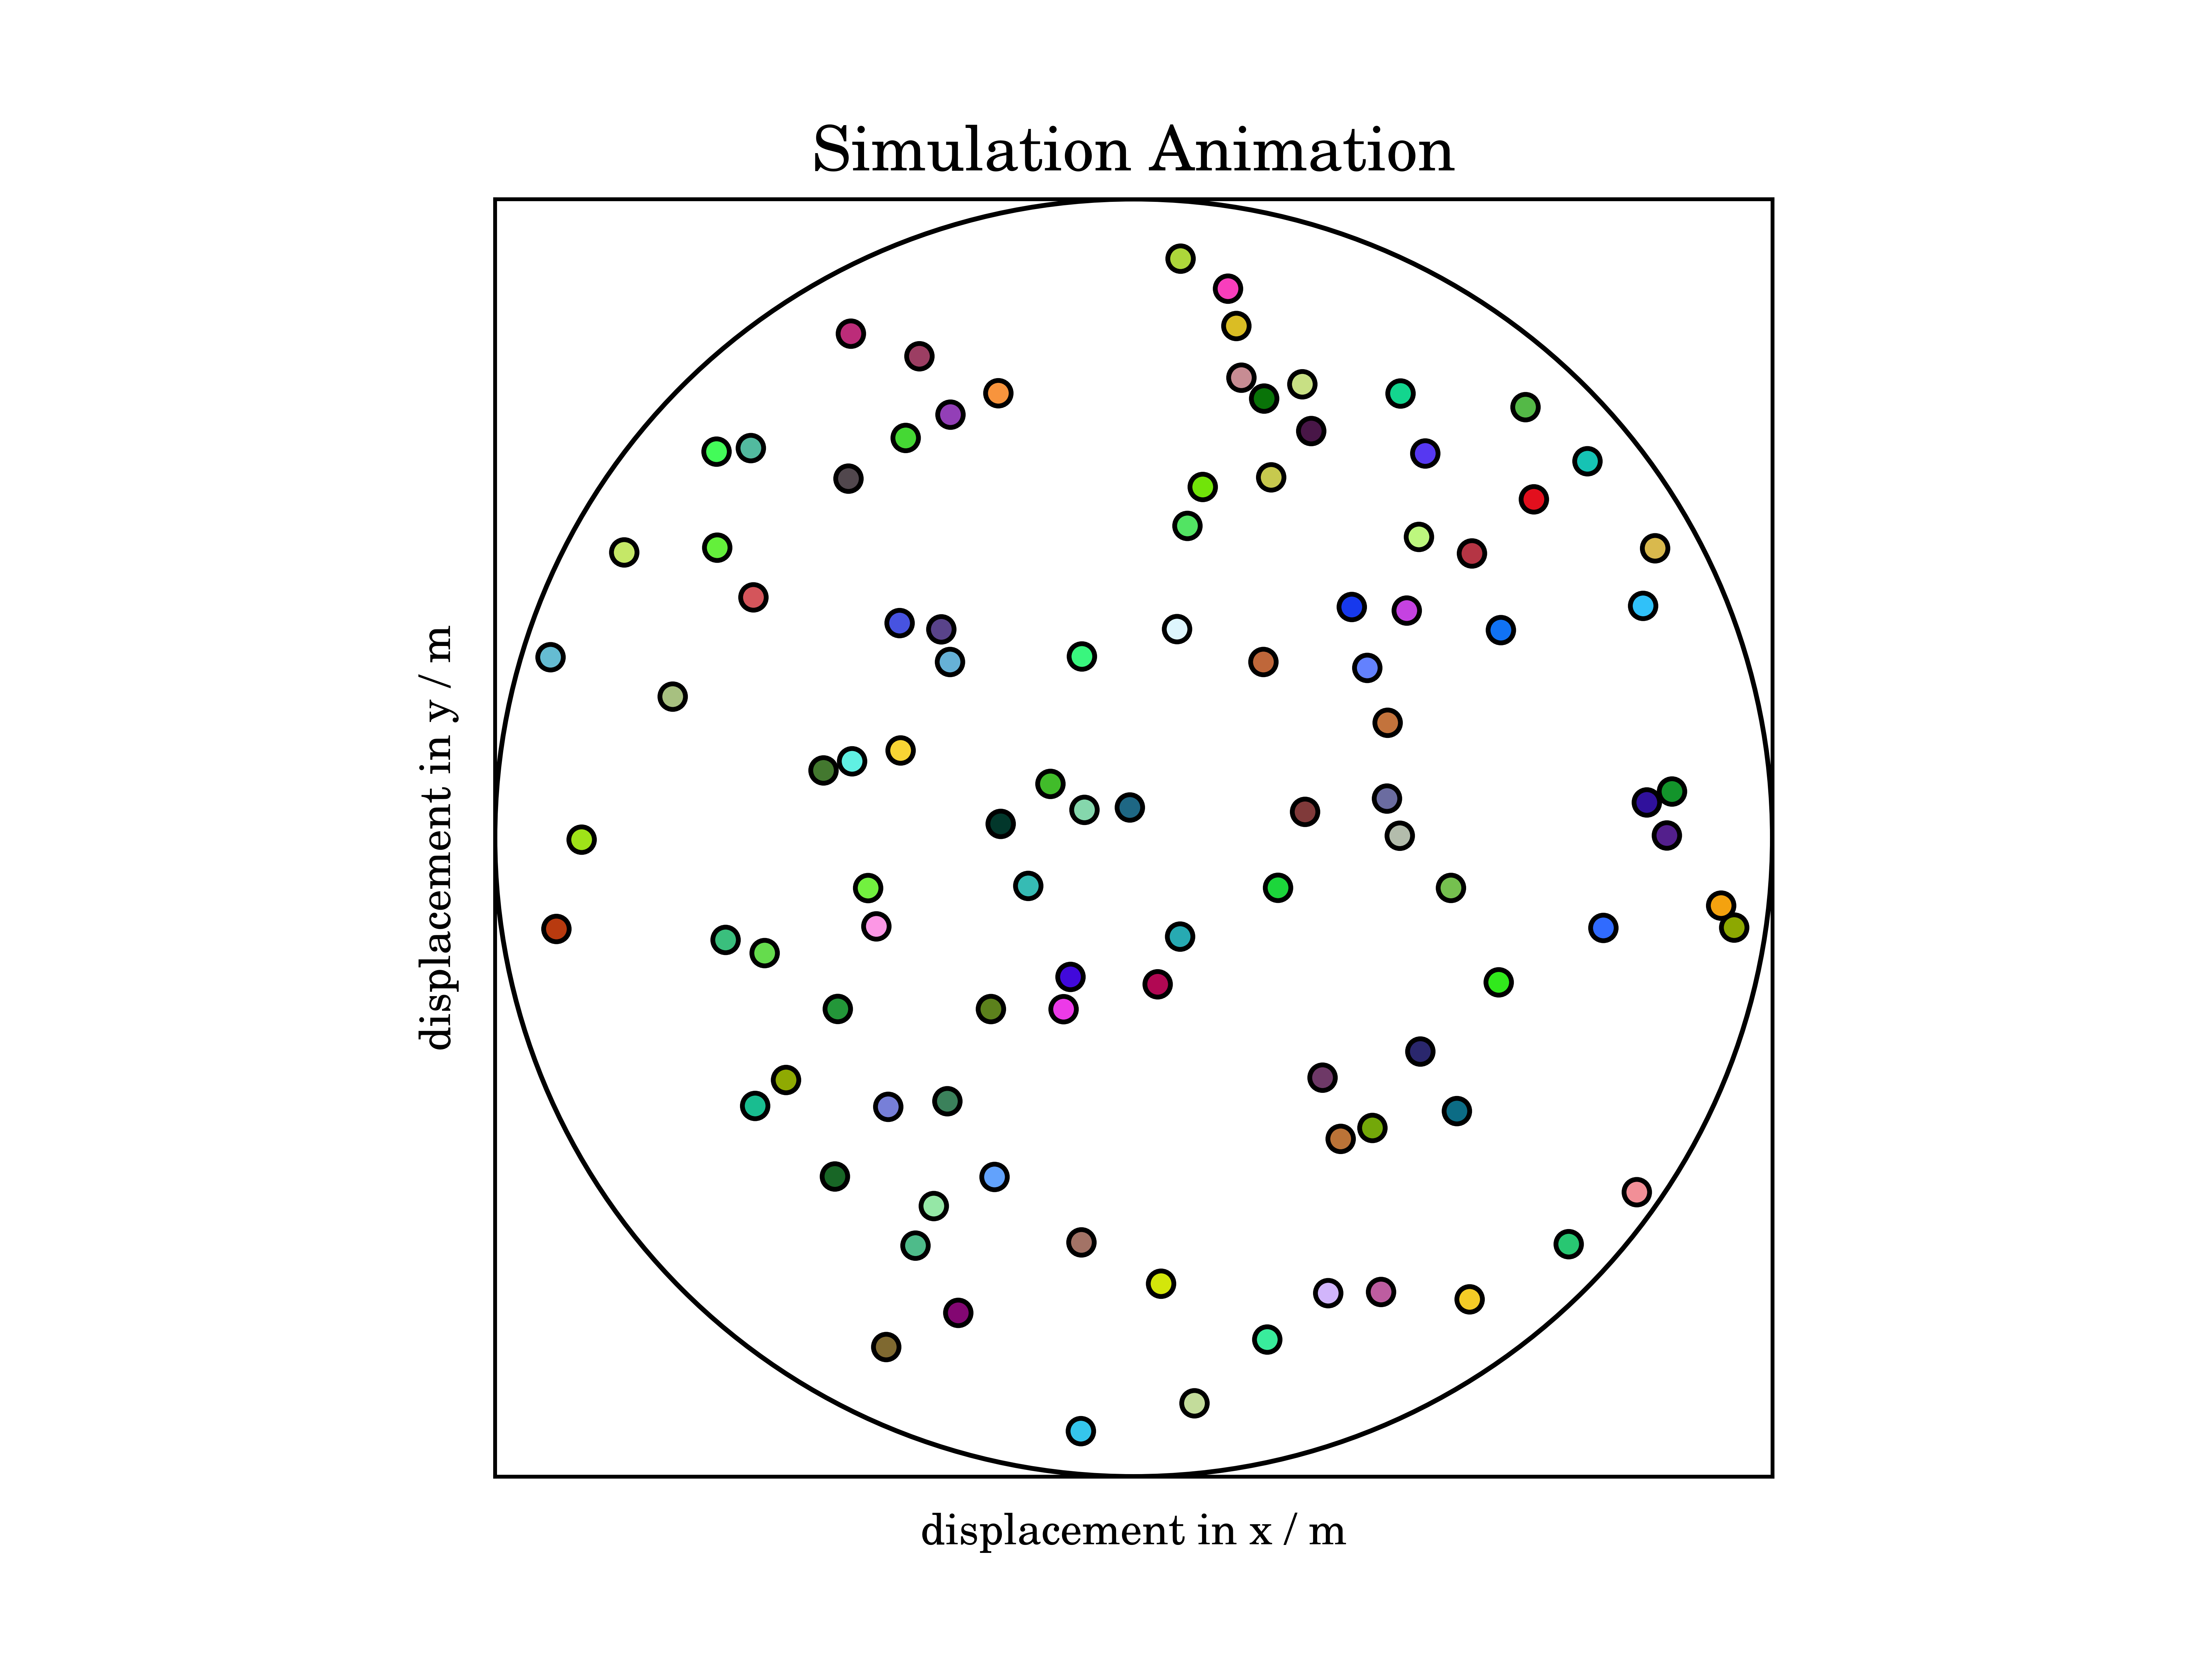 Simulation Animation
displacement in y / m
displacement in x / m